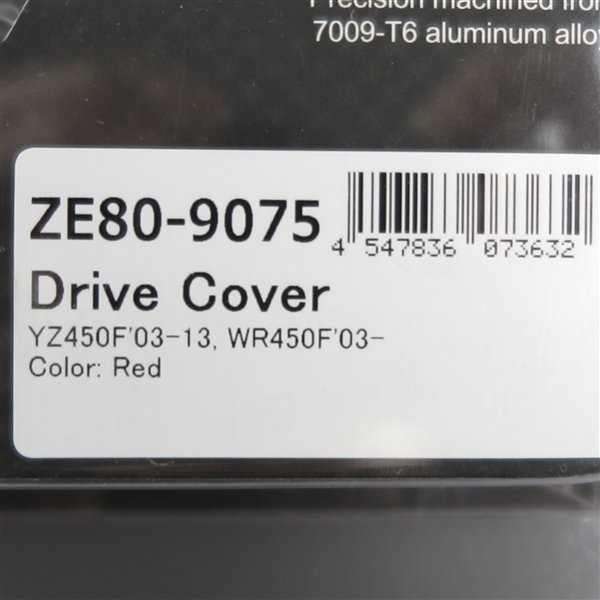 Precision machined from
7009-T6 aluminum alloy
ZE80-9075
4 547836 073632
Drive Cover
YZ450F'03-13, WR450F'03-
Color: Red